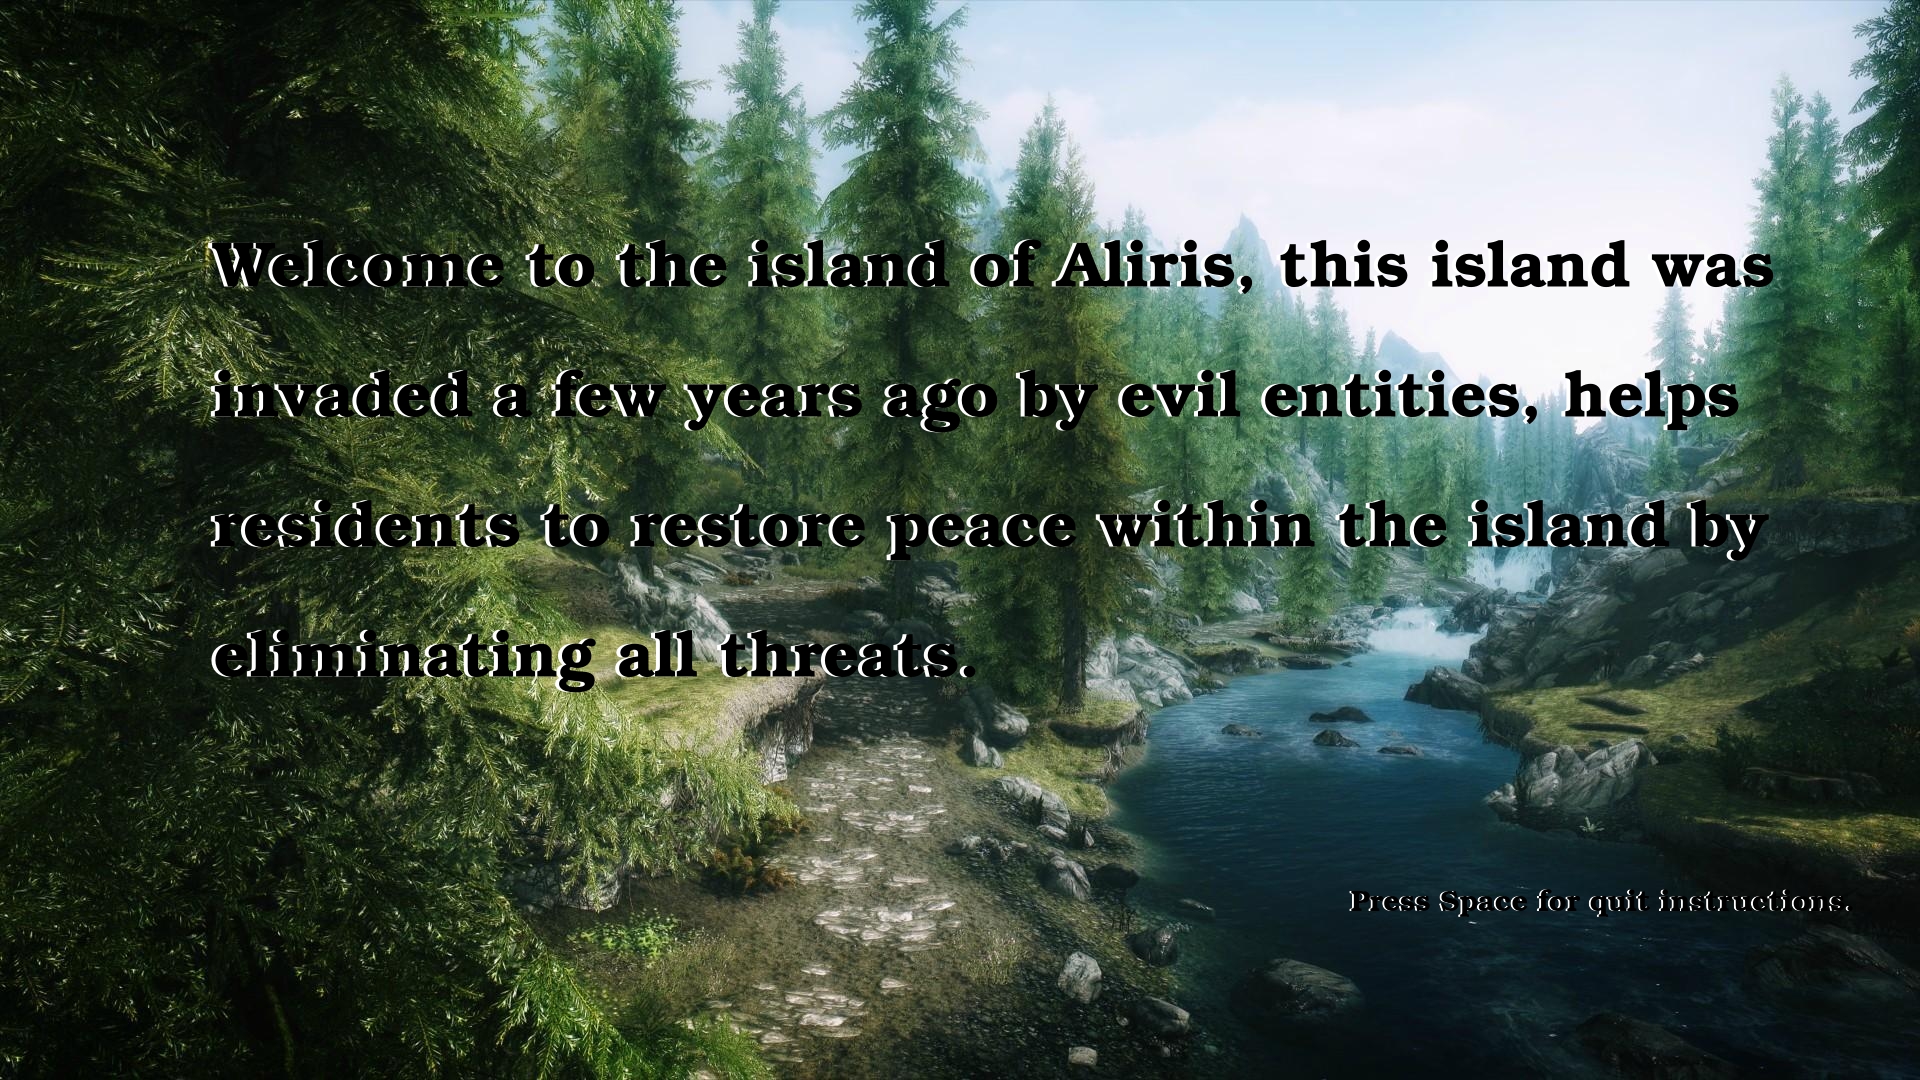 Welcome to the island of Aliris, this island was
invaded a few years ago by evil entities, helps
residents to restore peace within the island by
eliminating all threats.
Press Space for quit instructions.